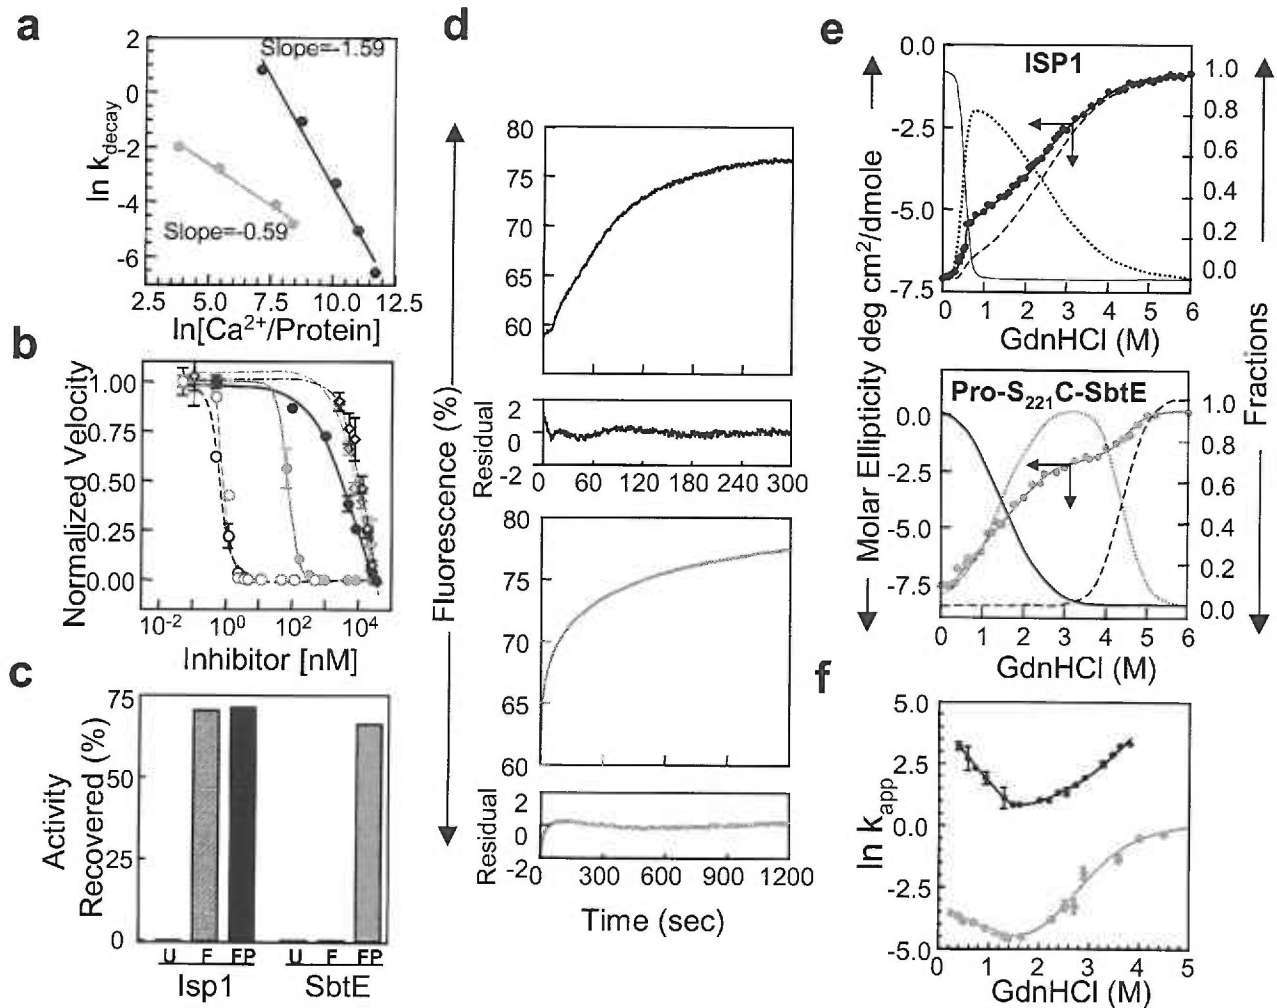 a
2
0
-2
-4
-6
ln k_decay
Slope=-1.59
Slope=-0.59
2.5 5.0 7.5 10.0 12.5
ln[Ca²⁺/Protein]
b
1.00
0.75
0.50
0.25
0.00
Normalized Velocity
10⁻² 10⁰ 10² 10⁴
Inhibitor [nM]
c
75
50
25
0
Activity
Recovered (%)
U F FP U F FP
Isp1 SbtE
d
Fluorescence (%)
80
75
70
65
60
2
0
-2
Residual
0 60 120 180 240 300
80
75
70
65
60
2
0
-2
Residual
0 300 600 900 1200
Time (sec)
e
Molar Ellipticity deg cm²/dmole
Fractions
ISP1
0.0
-2.5
-5.0
-7.5
1.0
0.8
0.6
0.4
0.2
0.0
0 1 2 3 4 5 6
GdnHCl (M)
Pro-S₂₂₁C-SbtE
0.0
-2.5
-5.0
-7.5
1.0
0.8
0.6
0.4
0.2
0.0
0 1 2 3 4 5 6
GdnHCl (M)
f
5.0
2.5
0.0
-2.5
-5.0
ln k_app
0 1 2 3 4 5
GdnHCl (M)